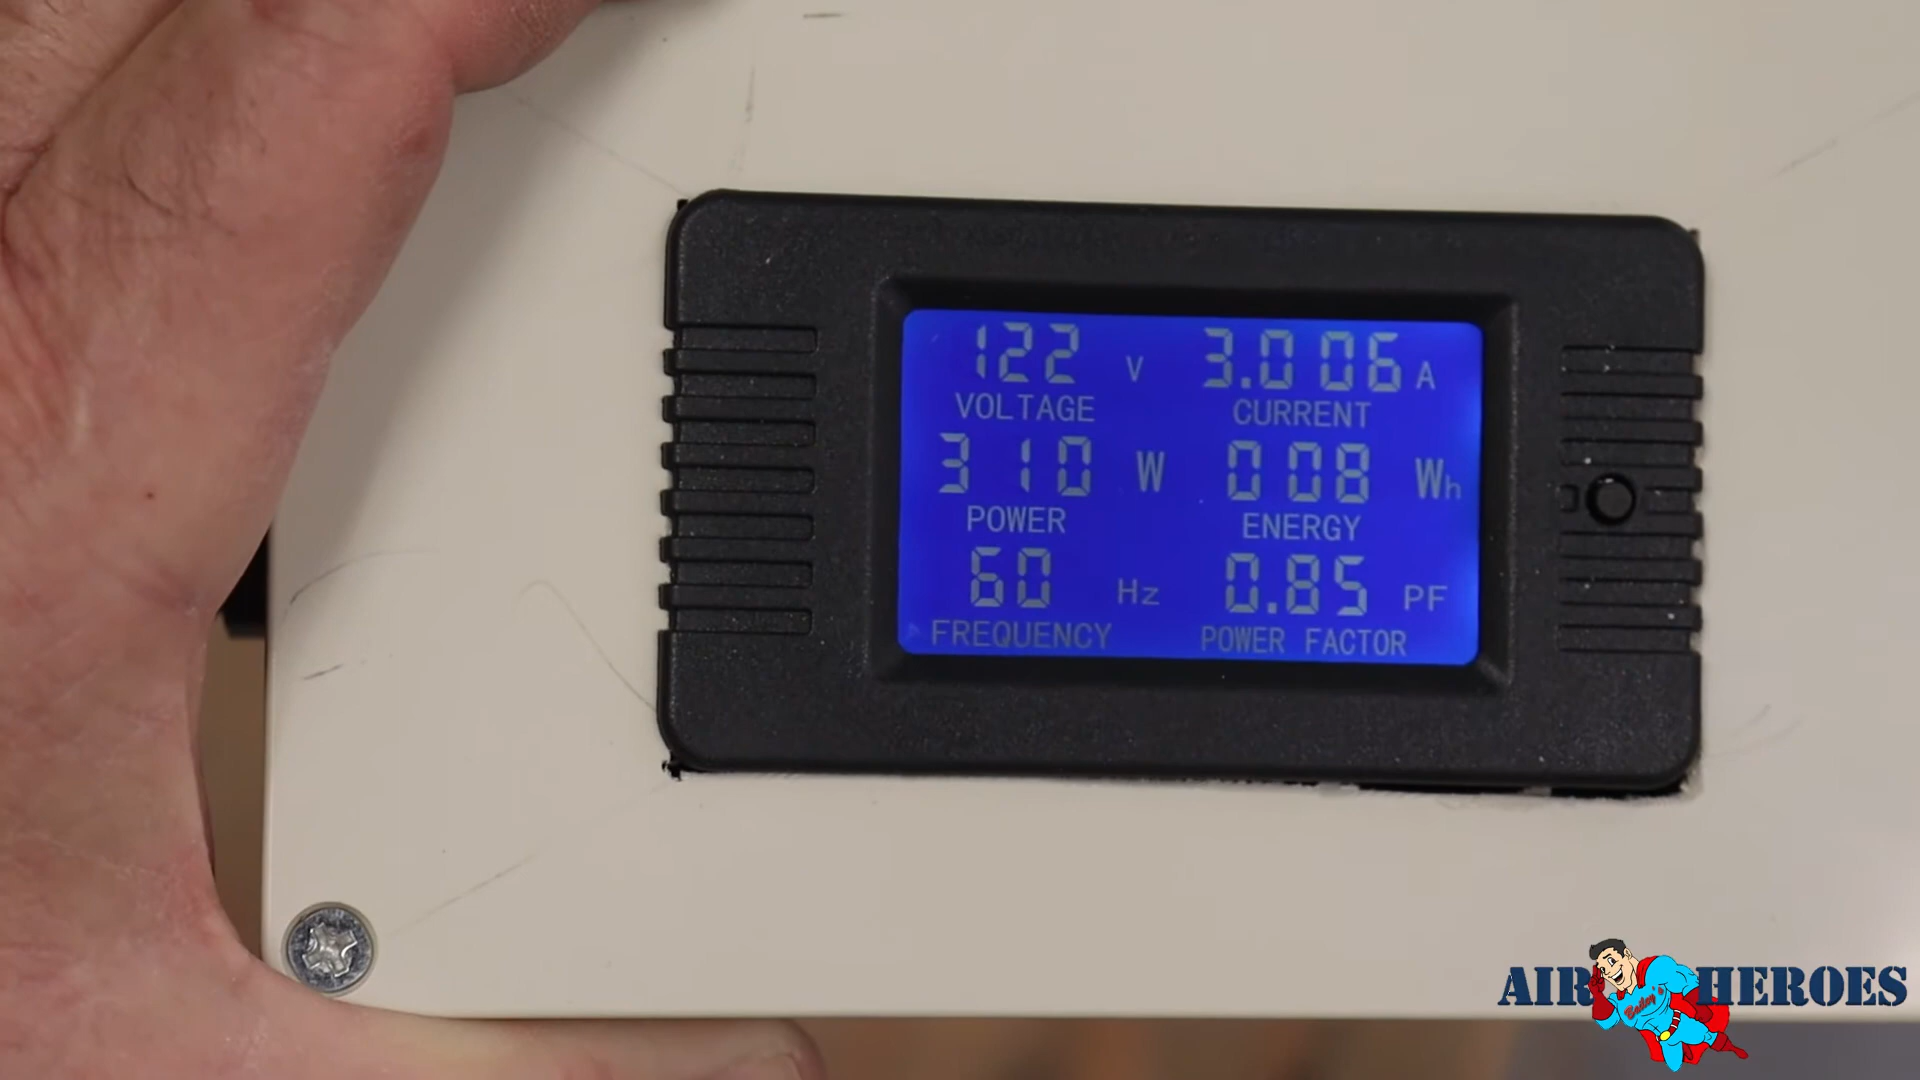 122 V 3.006 A
VOLTAGE CURRENT
310 W 008 Wh
POWER ENERGY
60 Hz 0.85 PF
FREQUENCY POWER FACTOR
AIR HEROES